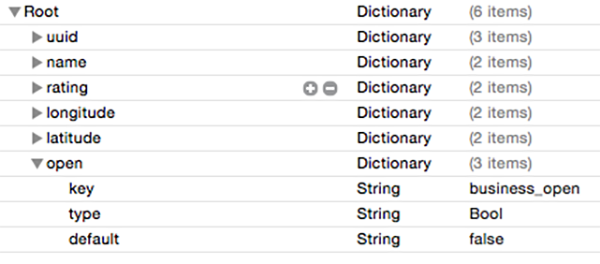 Root Dictionary (6 items)
uuid Dictionary (3 items)
name Dictionary (2 items)
rating Dictionary (2 items)
longitude Dictionary (2 items)
latitude Dictionary (2 items)
open Dictionary (3 items)
key String business_open
type String Bool
default String false